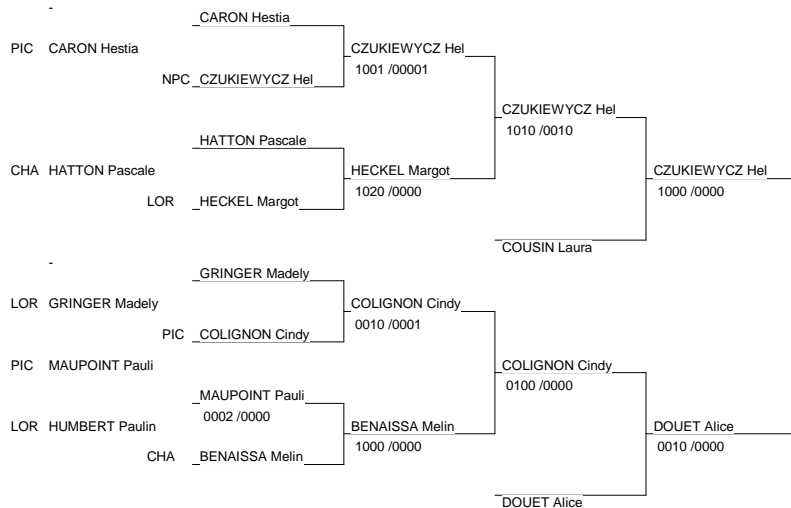 -
CARON Hestia
PIC CARON Hestia
CZUKIEWYCZ Hel
1001 /00001
NPC CZUKIEWYCZ Hel
CZUKIEWYCZ Hel
1010 /0010
HATTON Pascale
CHA HATTON Pascale
HECKEL Margot
1020 /0000
CZUKIEWYCZ Hel
1000 /0000
LOR HECKEL Margot
COUSIN Laura
-
GRINGER Madely
LOR GRINGER Madely
COLIGNON Cindy
0010 /0001
PIC COLIGNON Cindy
PIC MAUPOINT Pauli
COLIGNON Cindy
0100 /0000
MAUPOINT Pauli
0002 /0000
LOR HUMBERT Paulin
BENAISSA Melin
1000 /0000
DOUET Alice
0010 /0000
CHA BENAISSA Melin
DOUET Alice